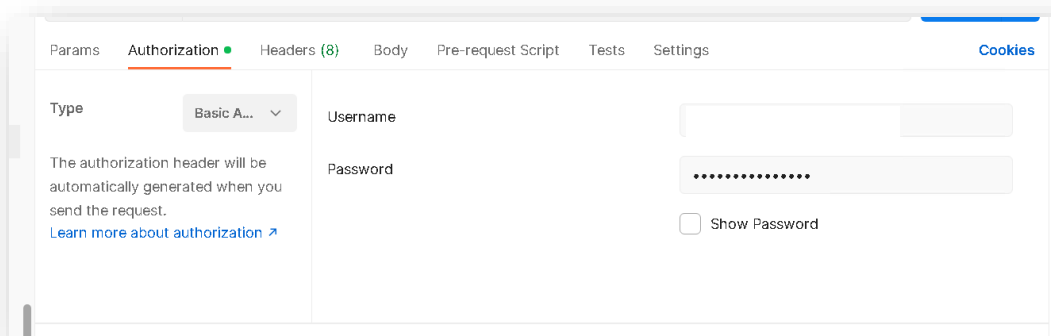 Params Authorization Headers (8) Body Pre-request Script Tests Settings Cookies
Type Basic A...
The authorization header will be
automatically generated when you
send the request.
Learn more about authorization ↗
Username
Password •••••••••••••••
Show Password